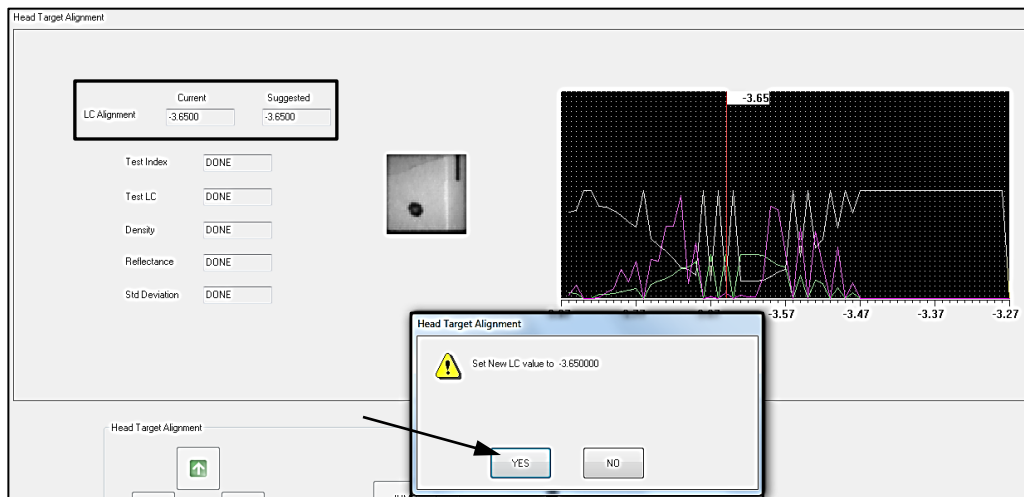 Head Target Alignment
Current Suggested
LC Alignment -3.6500 -3.6500
Test Index DONE
Test LC DONE
Density DONE
Reflectance DONE
Std Deviation DONE
-3.65
-3.57 -3.47 -3.37 -3.27
Head Target Alignment
Set New LC value to -3.650000
YES NO
Head Target Alignment